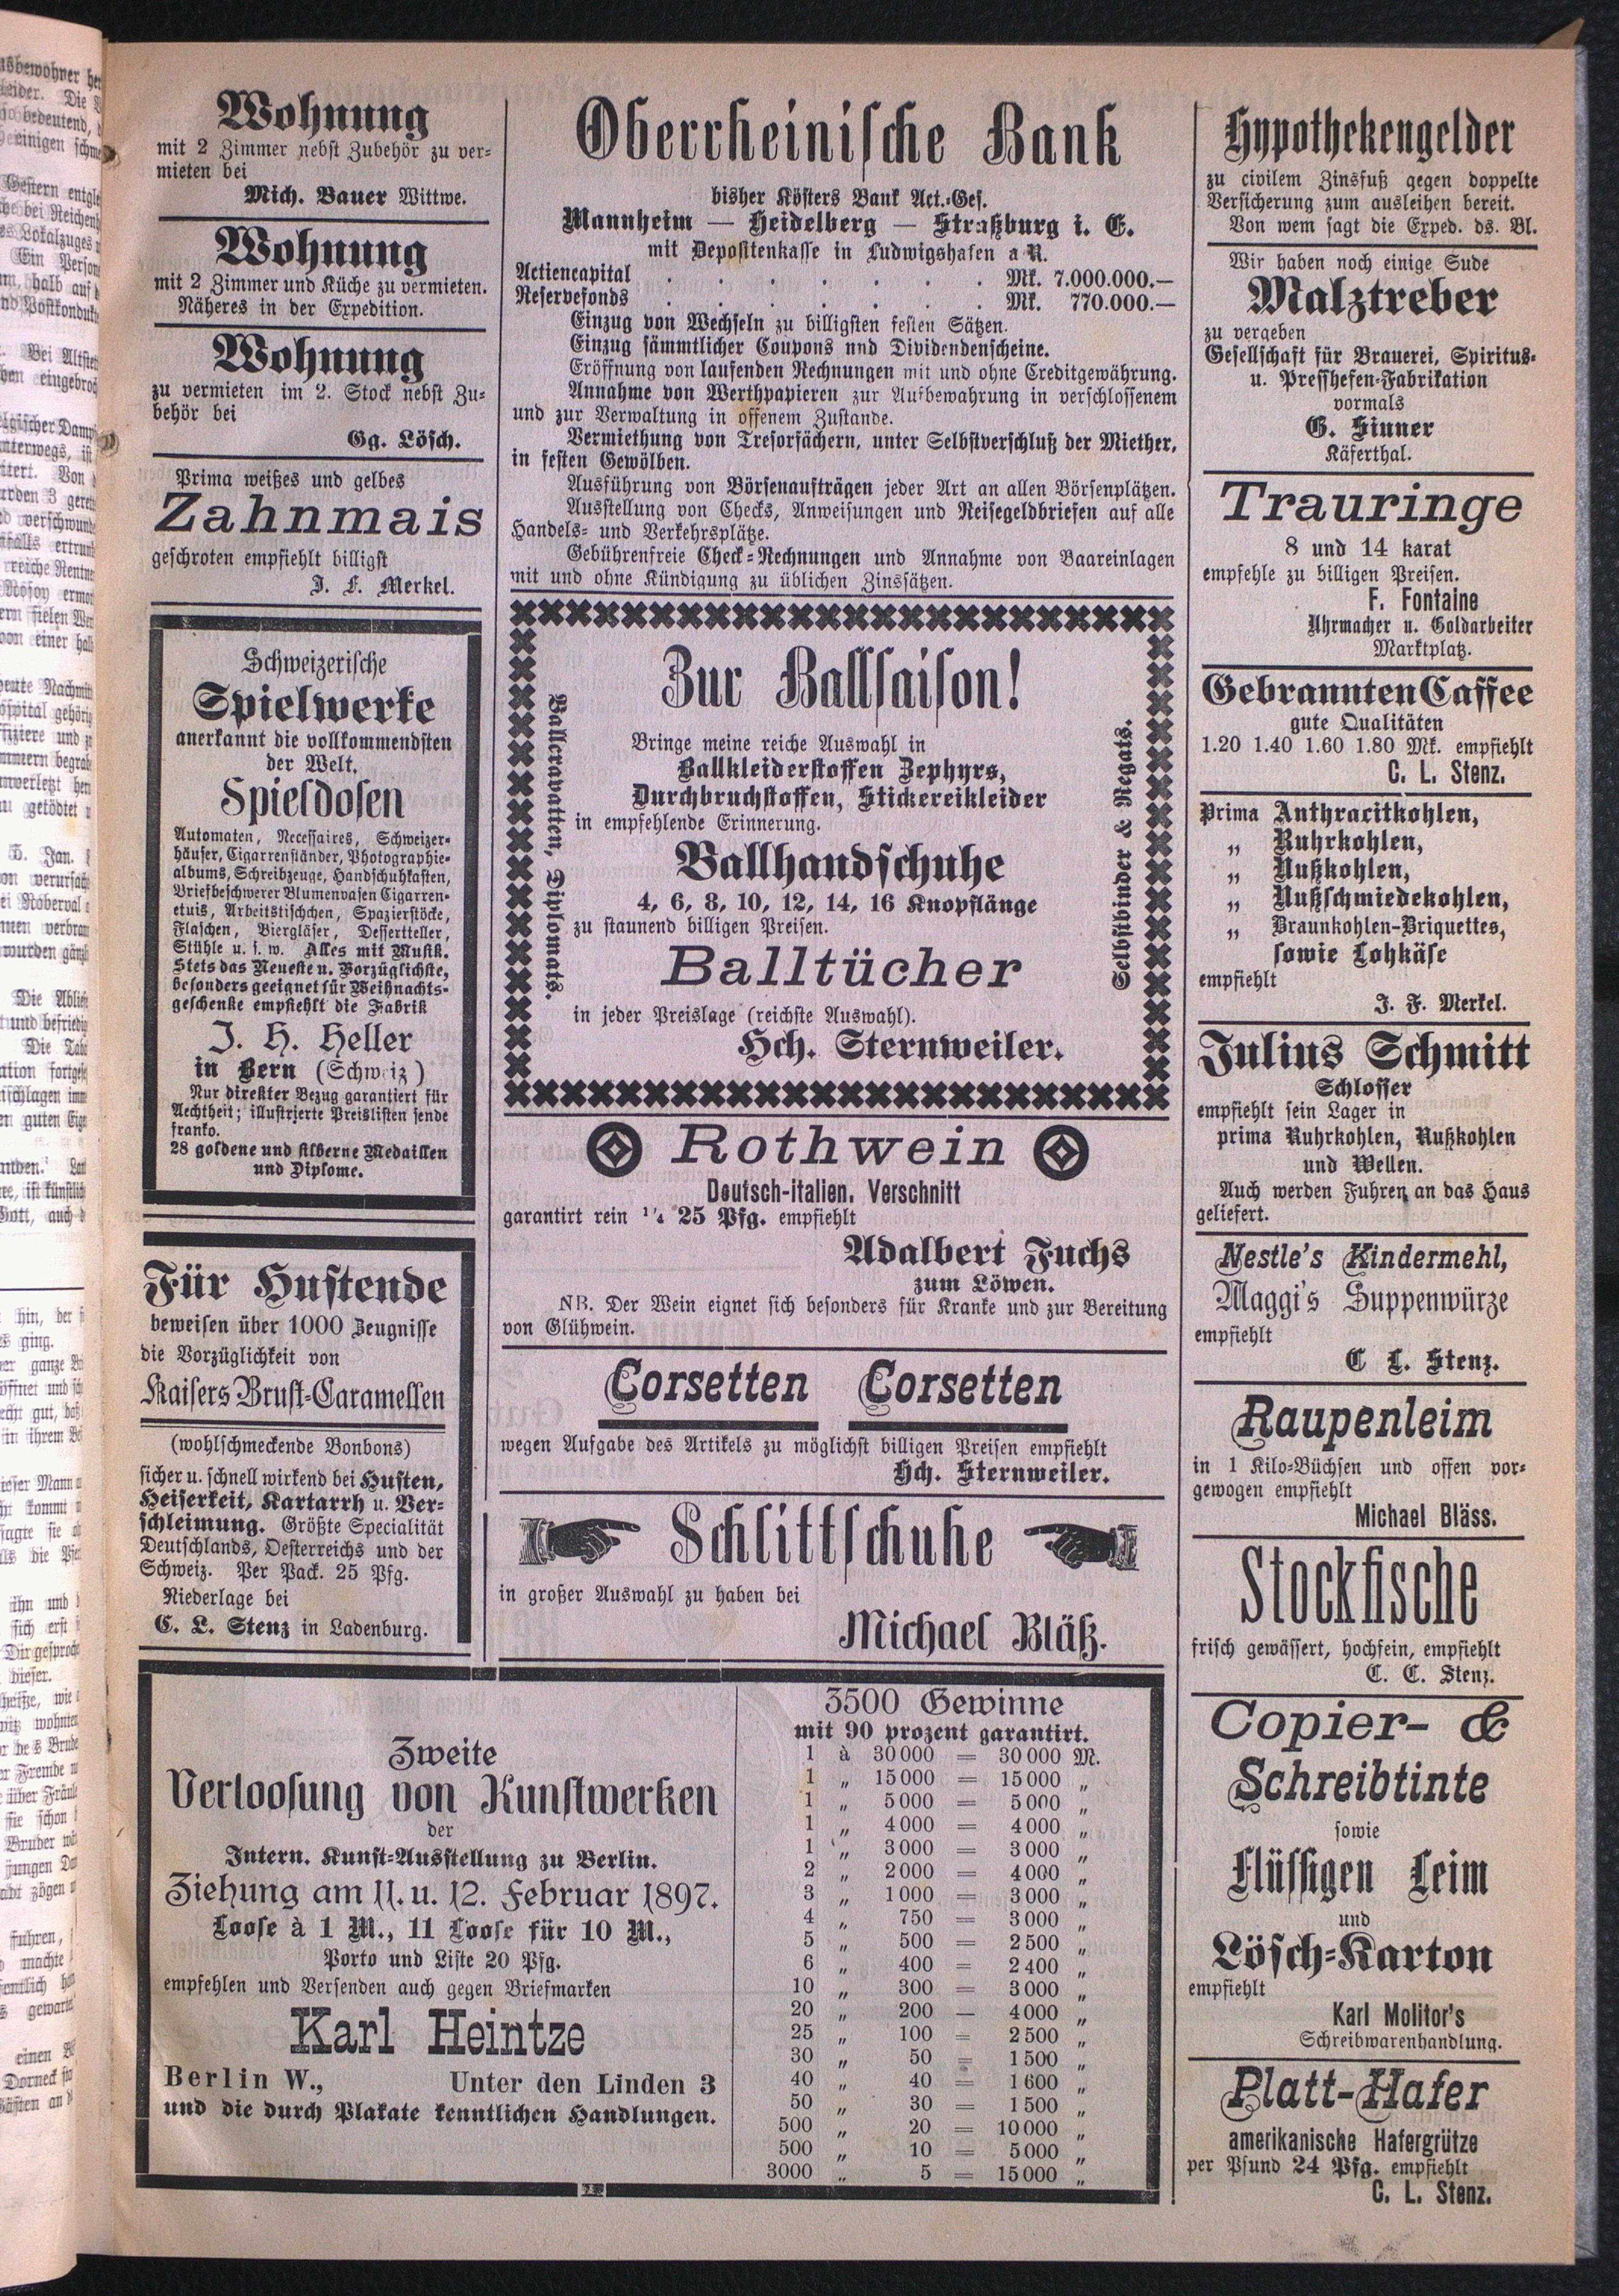 Wohnung
mit 2 Zimmer nebst Zubehör zu ver-
mieten bei
Mich. Bauer Wittwe.
Wohnung
mit 2 Zimmer und Küche zu vermieten.
Näheres in der Expedition.
Wohnung
zu vermieten im 2. Stock nebst Zu-
behör bei
Gg. Lösch.
Prima weißes und gelbes
Zahnmais
geschroten empfiehlt billigst
J. F. Merkel.
Schweizerische
Spielwerke
anerkannt die vollkommendsten
der Welt.
Spieldosen
Automaten, Necessaires, Schweizer-
häuser, Cigarrenständer, Photographie-
albums, Schreibzeuge, Handschuhkasten,
Briefbeschwerer Blumenvasen Cigarren-
etuis, Arbeitstischchen, Spazierstöcke,
Flaschen, Biergläser, Dessertteller,
Stühle u. s. w. Alles mit Musik.
Stets das Neueste u. Vorzüglichste,
besonders geeignet für Weihnachts-
geschenke empfiehlt die Fabrik
J. H. Heller
in Bern (Schweiz)
Nur direkter Bezug garantiert für
Aechtheit; illustrierte Preislisten sende
franko.
28 goldene und silberne Medaillen
und Diplome.
Für Hustende
beweisen über 1000 Zeugnisse
die Vorzüglichkeit von
Kaisers Brust-Caramellen
(wohlschmeckende Bonbons)
sicher u. schnell wirkend bei Husten,
Heiserkeit, Kartarrh u. Ver-
schleimung. Größte Specialität
Deutschlands, Oesterreichs und der
Schweiz. Per Pack. 25 Pfg.
Niederlage bei
C. L. Stenz in Ladenburg.
Oberrheinische Bank
bisher Kösters Bank Act.-Ges.
Mannheim — Heidelberg — Straßburg i. E.
mit Depositenkasse in Ludwigshafen a R.
Actiencapital . . . . . . . Mk. 7.000.000.—
Reservefonds . . . . . . . Mk. 770.000.—
Einzug von Wechseln zu billigsten festen Sätzen.
Einzug sämmtlicher Coupons und Dividendenscheine.
Eröffnung von laufenden Rechnungen mit und ohne Creditgewährung.
Annahme von Werthpapieren zur Aufbewahrung in verschlossenem
und zur Verwaltung in offenem Zustande.
Vermiethung von Tresorfächern, unter Selbstverschluß der Miether,
in festen Gewölben.
Ausführung von Börsenaufträgen jeder Art an allen Börsenplätzen.
Ausstellung von Checks, Anweisungen und Reisegeldbriefen auf alle
Handels- und Verkehrsplätze.
Gebührenfreie Check-Rechnungen und Annahme von Baareinlagen
mit und ohne Kündigung zu üblichen Zinssätzen.
Ballcravatten, Diplomats.
Zur Ballsaison!
Bringe meine reiche Auswahl in
Ballkleiderstoffen Zephyrs,
Durchbruchstoffen, Stickereikleider
in empfehlende Erinnerung.
Ballhandschuhe
4, 6, 8, 10, 12, 14, 16 Knopflänge
zu staunend billigen Preisen.
Balltücher
in jeder Preislage (reichste Auswahl).
Hch. Sternweiler.
Selbstbinder & Regats.
Rothwein
Deutsch-italien. Verschnitt
garantirt rein 1/4 25 Pfg. empfiehlt
Adalbert Fuchs
zum Löwen.
NB. Der Wein eignet sich besonders für Kranke und zur Bereitung
von Glühwein.
Corsetten Corsetten
wegen Aufgabe des Artikels zu möglichst billigen Preisen empfiehlt
Hch. Sternweiler.
Schlittschuhe
in großer Auswahl zu haben bei
Michael Bläß.
Zweite
Verloosung von Kunstwerken
der
Intern. Kunst-Ausstellung zu Berlin.
Ziehung am 11. u. 12. Februar 1897.
Loose à 1 M., 11 Loose für 10 M.,
Porto und Liste 20 Pfg.
empfehlen und Versenden auch gegen Briefmarken
Karl Heintze
Berlin W., Unter den Linden 3
und die durch Plakate kenntlichen Handlungen.
3500 Gewinne
mit 90 prozent garantirt.
1 à 30 000 = 30 000 M.
1 „ 15 000 = 15 000 „
1 „ 5 000 = 5 000 „
1 „ 4 000 = 4 000 „
1 „ 3 000 = 3 000 „
2 „ 2 000 = 4 000 „
3 „ 1 000 = 3 000 „
4 „ 750 = 3 000 „
5 „ 500 = 2 500 „
6 „ 400 = 2 400 „
10 „ 300 = 3 000 „
20 „ 200 — 4 000 „
25 „ 100 = 2 500 „
30 „ 50 = 1 500 „
40 „ 40 = 1 600 „
50 „ 30 = 1 500 „
500 „ 20 = 10 000 „
500 „ 10 = 5 000 „
3000 „ 5 = 15 000 „
Hypothekengelder
zu civilem Zinsfuß gegen doppelte
Versicherung zum ausleihen bereit.
Von wem sagt die Exped. ds. Bl.
Wir haben noch einige Sude
Malztreber
zu vergeben
Gesellschaft für Brauerei, Spiritus-
u. Presshefen-Fabrikation
vormals
G. Sinner
Käferthal.
Trauringe
8 und 14 karat
empfehle zu billigen Preisen.
F. Fontaine
Uhrmacher u. Goldarbeiter
Marktplatz.
Gebrannten Caffee
gute Qualitäten
1.20 1.40 1.60 1.80 Mk. empfiehlt
C. L. Stenz.
Prima Anthracitkohlen,
„ Ruhrkohlen,
„ Nußkohlen,
„ Nußschmiedekohlen,
„ Braunkohlen-Briquettes,
sowie Lohkäse
empfiehlt
J. F. Merkel.
Julius Schmitt
Schlosser
empfiehlt sein Lager in
prima Ruhrkohlen, Nußkohlen
und Wellen.
Auch werden Fuhren an das Haus
geliefert.
Nestle's Kindermehl,
Maggi's Suppenwürze
empfiehlt
C L. Stenz.
Raupenleim
in 1 Kilo-Büchsen und offen vor-
gewogen empfiehlt
Michael Bläss.
Stockfische
frisch gewässert, hochfein, empfiehlt
C. C. Stenz.
Copier- &
Schreibtinte
sowie
Flüssigen Leim
und
Lösch-Karton
empfiehlt
Karl Molitor's
Schreibwarenhandlung.
Platt-Hafer
amerikanische Hafergrütze
per Pfund 24 Pfg. empfiehlt
C. L. Stenz.